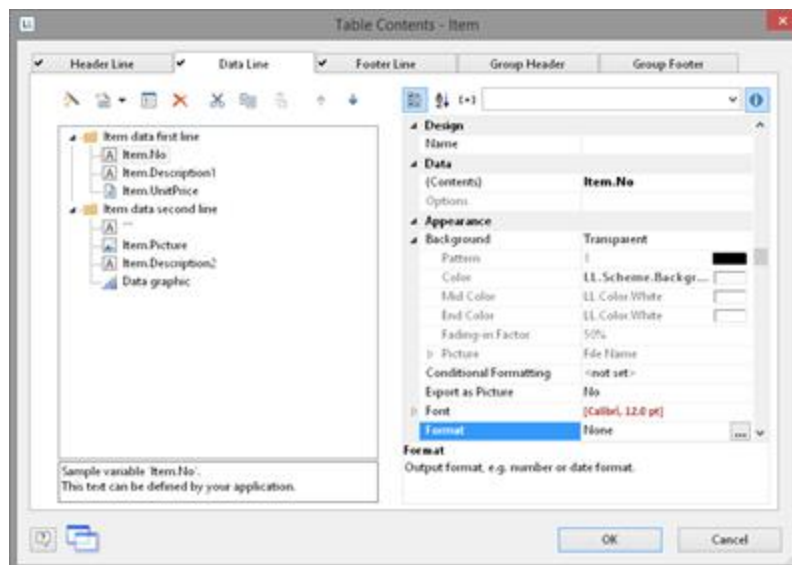 LL
Table Contents - Item
Header Line
Data Line
Footer Line
Group Header
Group Footer
Item data first line
Item.No
Item.Description1
Item.UnitPrice
Item data second line
""
Item.Picture
Item.Description2
Data graphic
Sample variable 'Item.No'.
This text can be defined by your application.
Design
Name
Data
(Contents) Item.No
Options
Appearance
Background Transparent
Pattern 1
Color LL.Scheme.Backgr...
Mid Color LL.Color.White
End Color LL.Color.White
Fading-in Factor 50%
Picture File Name
Conditional Formatting <not set>
Export as Picture No
Font [Calibri, 12.0 pt]
Format None ...
Format
Output format, e.g. number or date format.
OK
Cancel